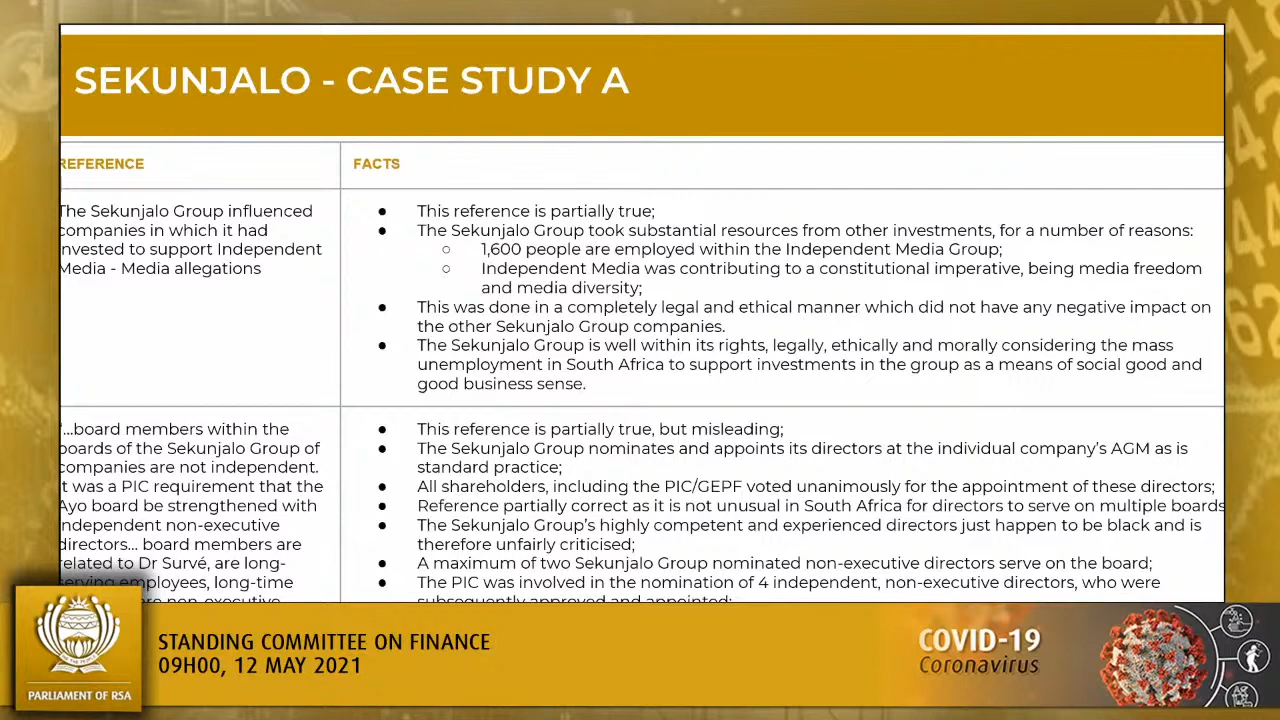 SEKUNJALO - CASE STUDY A
REFERENCE
FACTS
The Sekunjalo Group influenced
companies in which it had
invested to support Independent
Media - Media allegations
● This reference is partially true;
● The Sekunjalo Group took substantial resources from other investments, for a number of reasons:
○ 1,600 people are employed within the Independent Media Group;
○ Independent Media was contributing to a constitutional imperative, being media freedom
and media diversity;
● This was done in a completely legal and ethical manner which did not have any negative impact on
the other Sekunjalo Group companies.
● The Sekunjalo Group is well within its rights, legally, ethically and morally considering the mass
unemployment in South Africa to support investments in the group as a means of social good and
good business sense.
"...board members within the
boards of the Sekunjalo Group of
companies are not independent.
It was a PIC requirement that the
Ayo board be strengthened with
independent non-executive
directors... board members are
related to Dr Survé, are long-
serving employees, long-time
non-executive
● This reference is partially true, but misleading;
● The Sekunjalo Group nominates and appoints its directors at the individual company's AGM as is
standard practice;
● All shareholders, including the PIC/GEPF voted unanimously for the appointment of these directors;
● Reference partially correct as it is not unusual in South Africa for directors to serve on multiple boards
● The Sekunjalo Group's highly competent and experienced directors just happen to be black and is
therefore unfairly criticised;
● A maximum of two Sekunjalo Group nominated non-executive directors serve on the board;
● The PIC was involved in the nomination of 4 independent, non-executive directors, who were
subsequently approved and appointed;
PARLIAMENT OF RSA
STANDING COMMITTEE ON FINANCE
09H00, 12 MAY 2021
COVID-19
Coronavirus